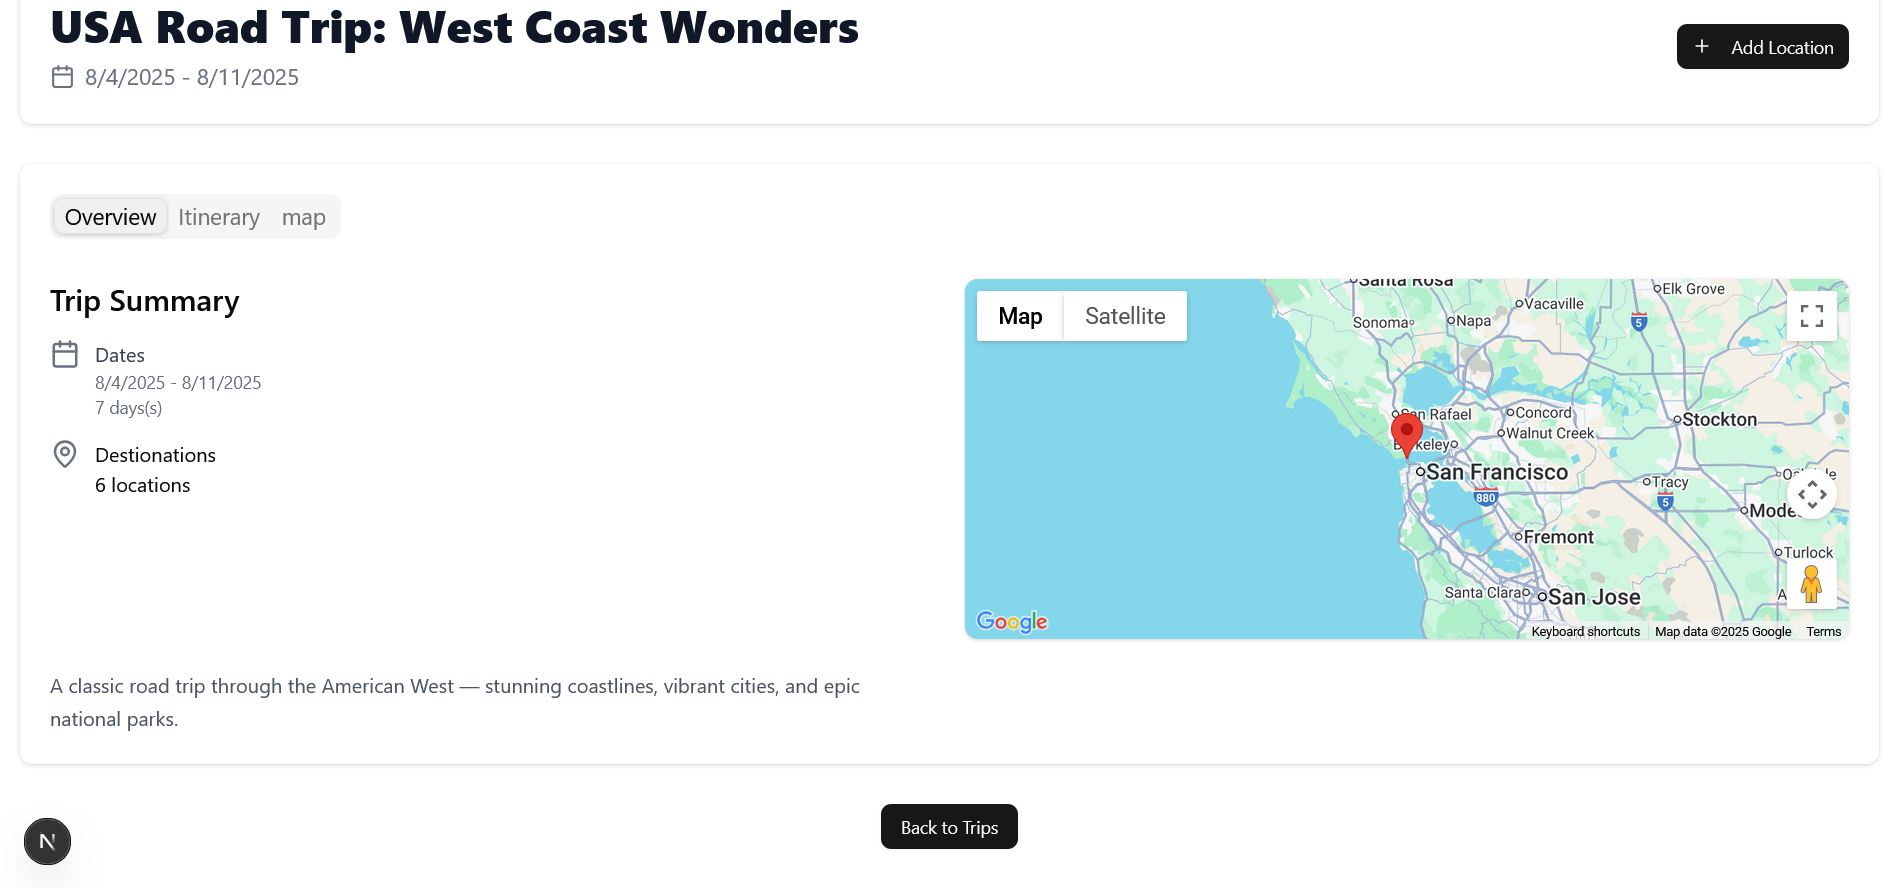 USA Road Trip: West Coast Wonders
8/4/2025 - 8/11/2025
+ Add Location
Overview Itinerary map
Trip Summary
Dates
8/4/2025 - 8/11/2025
7 days(s)
Destionations
6 locations
Map Satellite
Santa Rosa
Elk Grove
Vacaville
Sonoma
Napa
5
San Rafael
Concord
Stockton
Walnut Creek
San Francisco
Tracy
880
5
Fremont
Turlock
Santa Clara
San Jose
Google
Keyboard shortcuts Map data ©2025 Google Terms
A classic road trip through the American West — stunning coastlines, vibrant cities, and epic
national parks.
Back to Trips
N